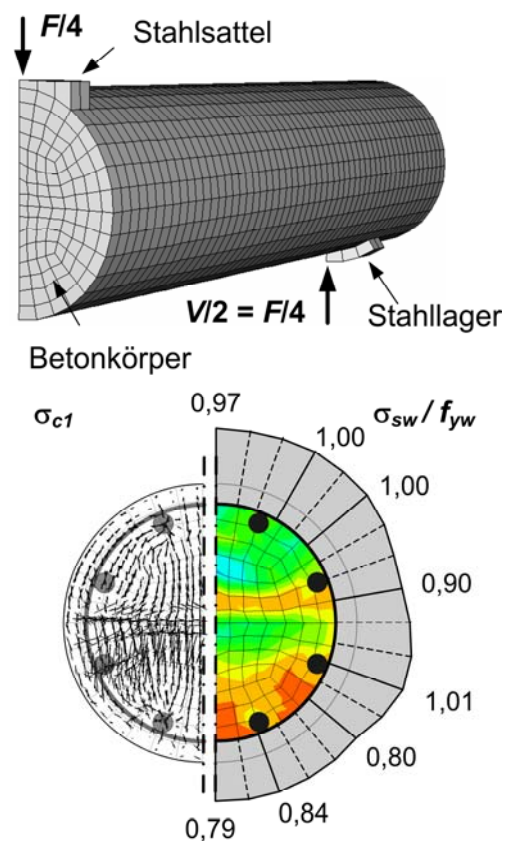 F/4
Stahlsattel
V/2 = F/4
Stahllager
Betonkörper
σc1
0,97
σsw / fyw
1,00
1,00
0,90
1,01
0,80
0,84
0,79